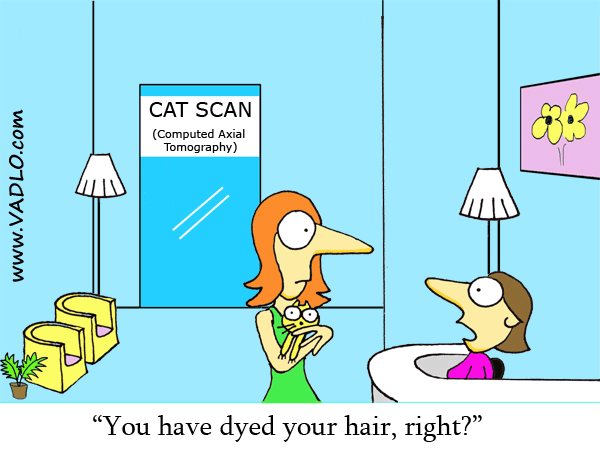 CAT SCAN
(Computed Axial
Tomography)
www.VADLO.com
“You have dyed your hair, right?”